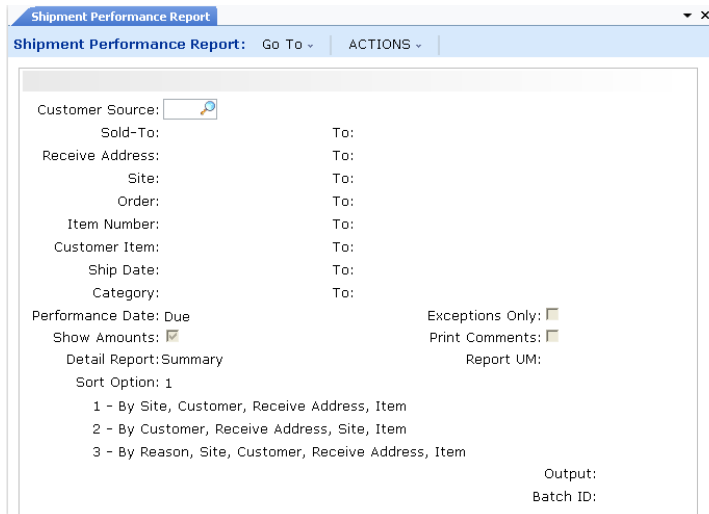 Shipment Performance Report
Shipment Performance Report: Go To ACTIONS
Customer Source:
Sold-To: To:
Receive Address: To:
Site: To:
Order: To:
Item Number: To:
Customer Item: To:
Ship Date: To:
Category: To:
Performance Date: Due Exceptions Only:
Show Amounts: Print Comments:
Detail Report: Summary Report UM:
Sort Option: 1
1 - By Site, Customer, Receive Address, Item
2 - By Customer, Receive Address, Site, Item
3 - By Reason, Site, Customer, Receive Address, Item
Output:
Batch ID: